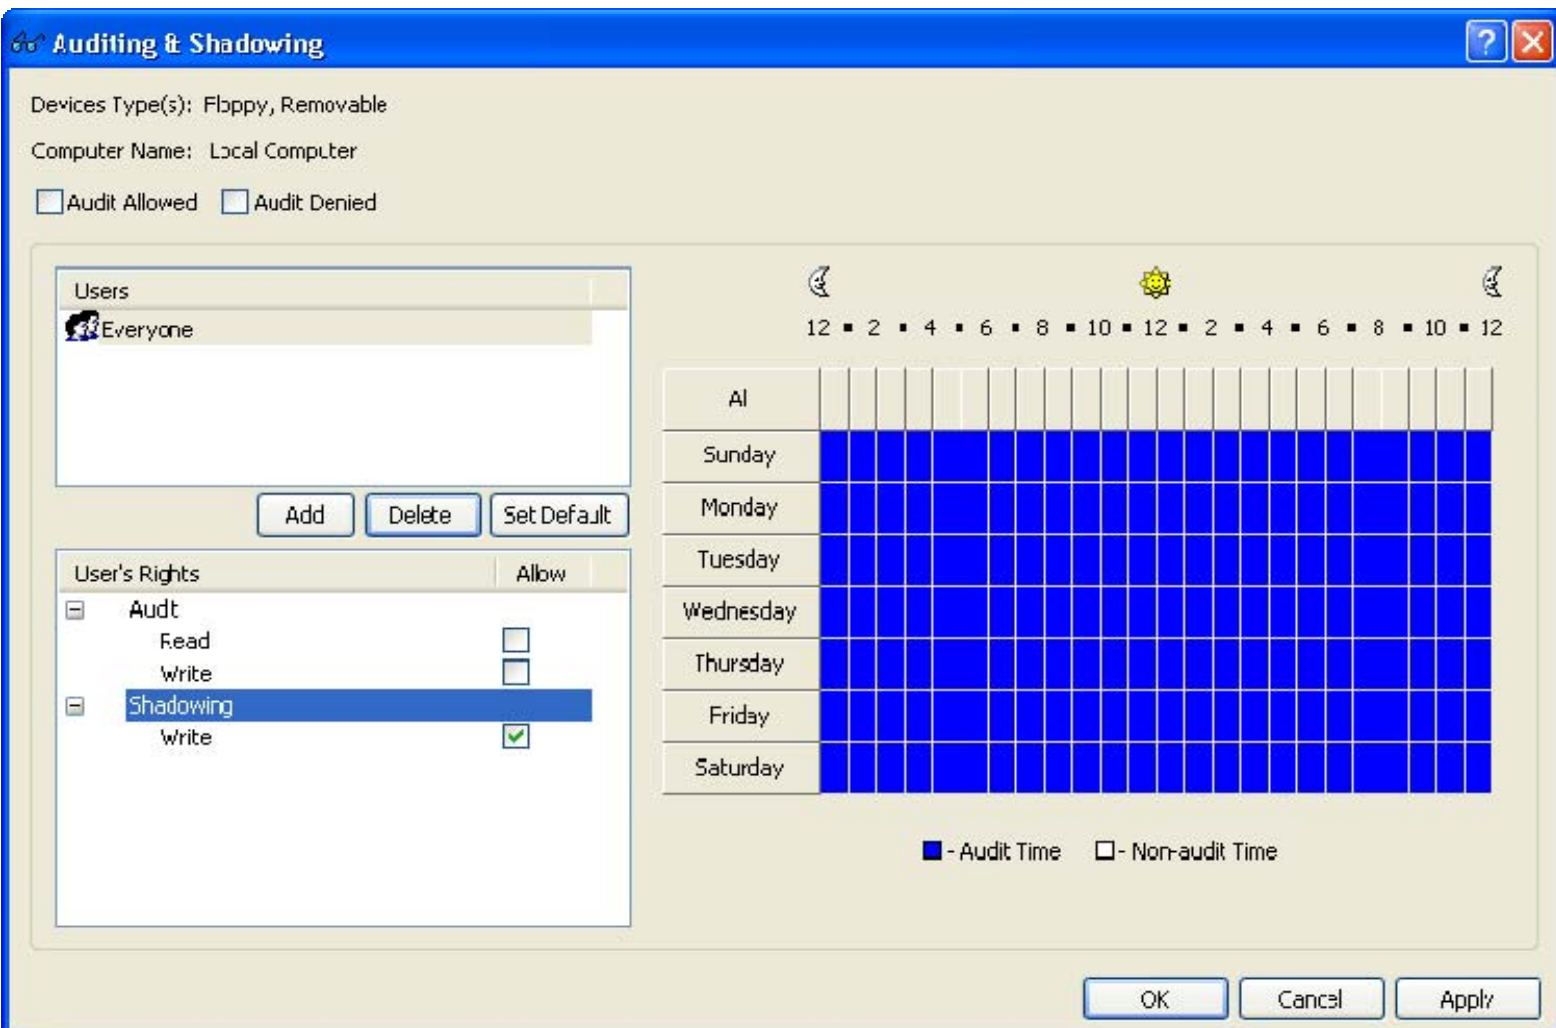 Auditing & Shadowing
Devices Type(s): Floppy, Removable
Computer Name: Local Computer
Audit Allowed Audit Denied
Users
Everyone
Add Delete Set Default
User's Rights Allow
Audt
Read
Write
Shadowing
Write
12 ▪ 2 ▪ 4 ▪ 6 ▪ 8 ▪ 10 ▪ 12 ▪ 2 ▪ 4 ▪ 6 ▪ 8 ▪ 10 ▪ 12
Al
Sunday
Monday
Tuesday
Wednesday
Thursday
Friday
Saturday
- Audit Time - Non-audit Time
OK Cancel Apply